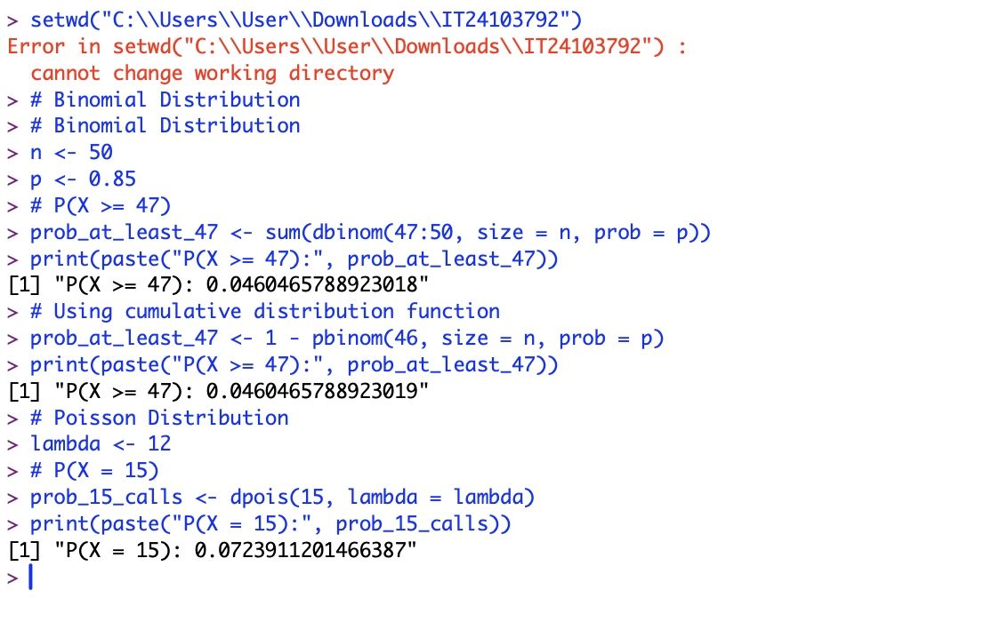 > setwd("C:\\Users\\User\\Downloads\\IT24103792")
Error in setwd("C:\\Users\\User\\Downloads\\IT24103792") :
  cannot change working directory
> # Binomial Distribution
> # Binomial Distribution
> n <- 50
> p <- 0.85
> # P(X >= 47)
> prob_at_least_47 <- sum(dbinom(47:50, size = n, prob = p))
> print(paste("P(X >= 47):", prob_at_least_47))
[1] "P(X >= 47): 0.0460465788923018"
> # Using cumulative distribution function
> prob_at_least_47 <- 1 - pbinom(46, size = n, prob = p)
> print(paste("P(X >= 47):", prob_at_least_47))
[1] "P(X >= 47): 0.0460465788923019"
> # Poisson Distribution
> lambda <- 12
> # P(X = 15)
> prob_15_calls <- dpois(15, lambda = lambda)
> print(paste("P(X = 15):", prob_15_calls))
[1] "P(X = 15): 0.0723911201466387"
>